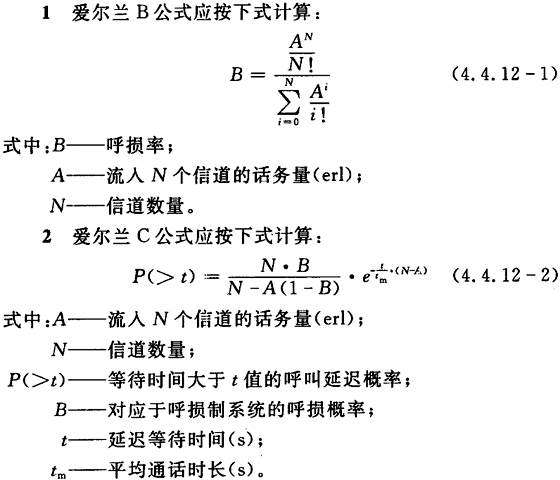 1 爱尔兰B公式应按下式计算：
B = \frac{\frac{A^N}{N!}}{\sum_{i=0}^{N}\frac{A^i}{i!}} (4.4.12-1)
式中:B——呼损率；
A——流入N个信道的话务量(erl)；
N——信道数量。
2 爱尔兰C公式应按下式计算：
P(>t) = \frac{N·B}{N-A(1-B)}·e^{-\frac{t}{t_m}·(N-A)} (4.4.12-2)
式中:A——流入N个信道的话务量(erl)；
N——信道数量；
P(>t)——等待时间大于t值的呼叫延迟概率；
B——对应于呼损制系统的呼损概率；
t——延迟等待时间(s)；
t_m——平均通话时长(s)。